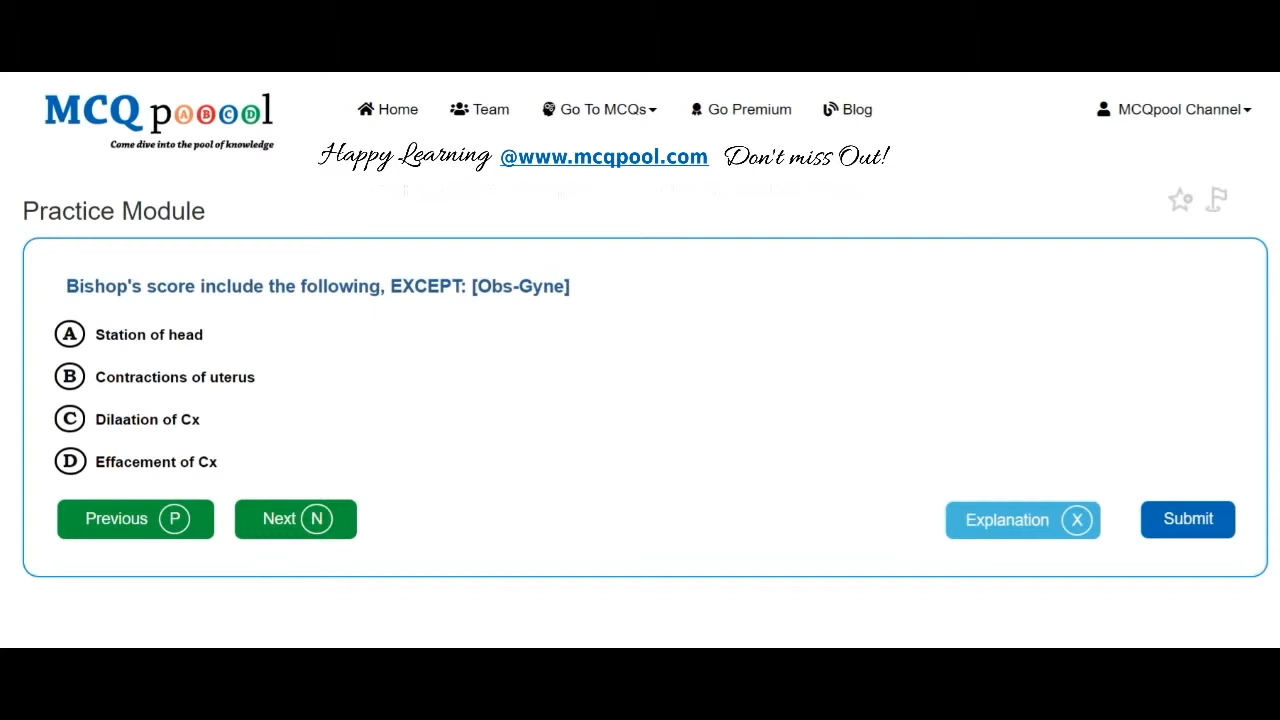 MCQ pooool
Come dive into the pool of knowledge
Home Team Go To MCQs Go Premium Blog MCQpool Channel
Happy Learning @www.mcqpool.com Don't miss Out!
Practice Module
Bishop's score include the following, EXCEPT: [Obs-Gyne]
A Station of head
B Contractions of uterus
C Dilaation of Cx
D Effacement of Cx
Previous P Next N Explanation X Submit